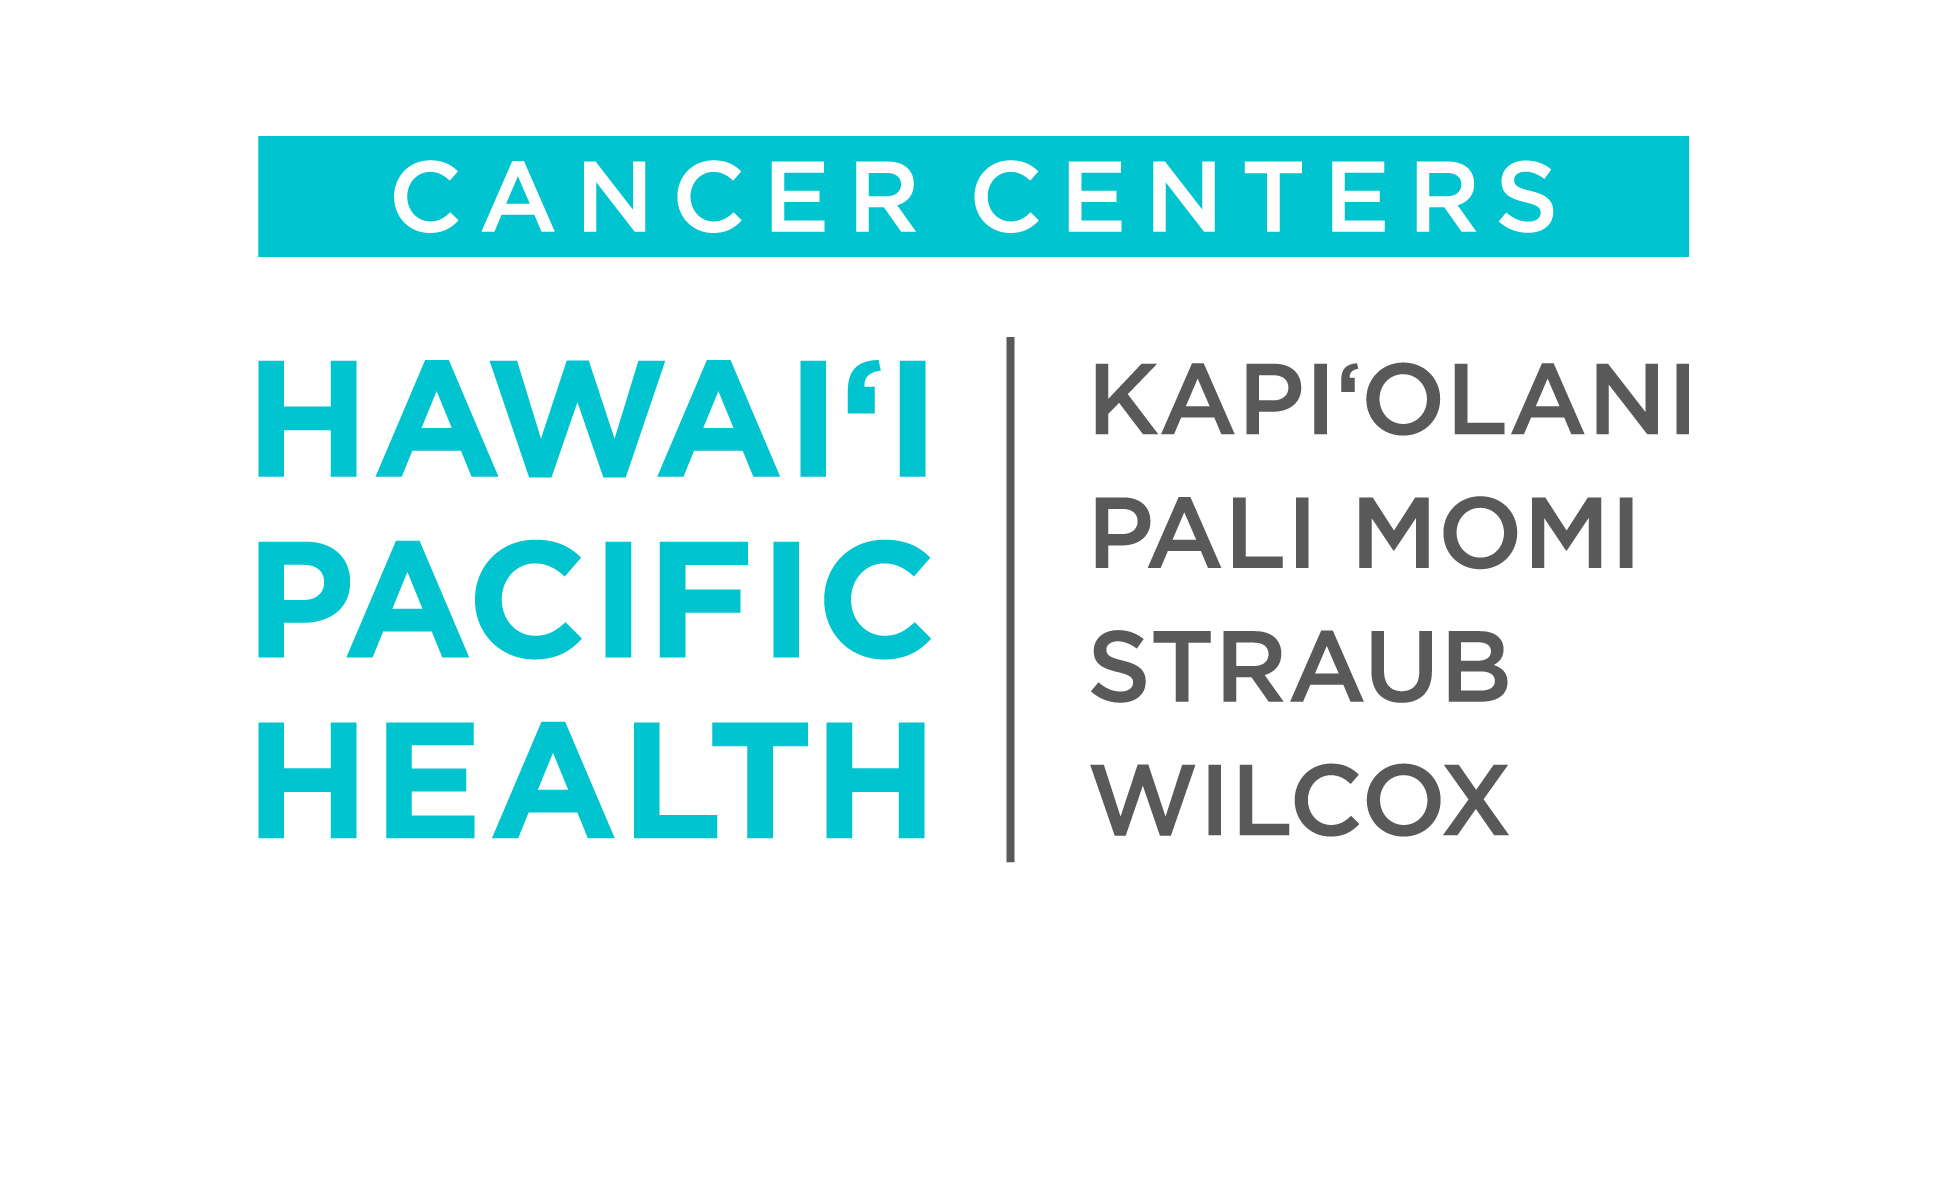 CANCER CENTERS
HAWAIʻI
PACIFIC
HEALTH
KAPIʻOLANI
PALI MOMI
STRAUB
WILCOX